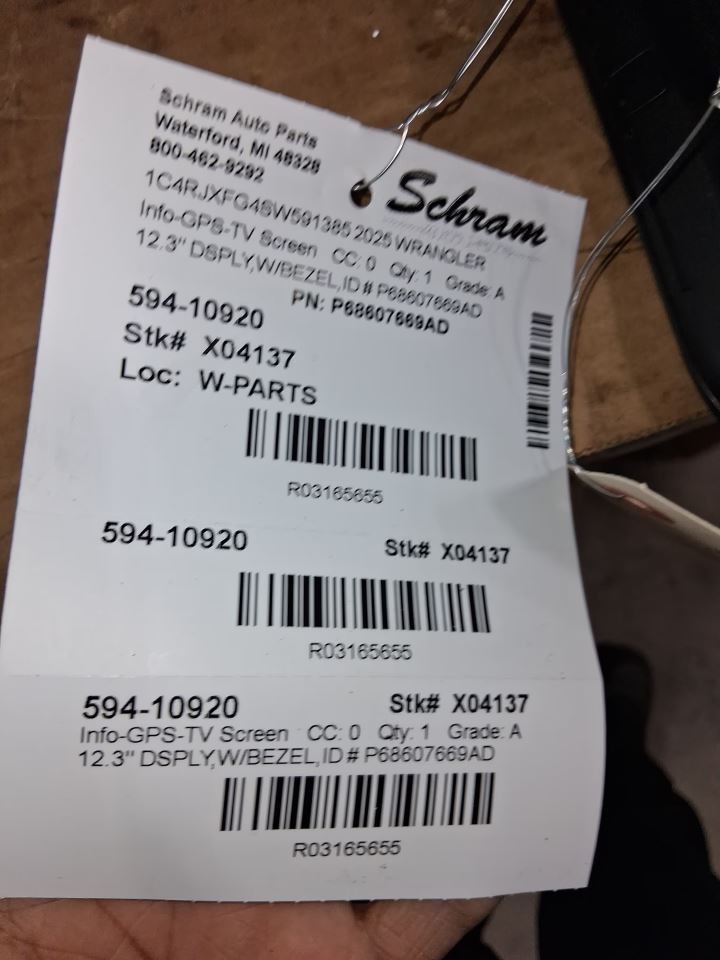 Schram Auto Parts
Waterford, MI 48328
800-462-9292
Schram
1C4RJXFG4SW591385 2025 WRANGLER
Info-GPS-TV Screen CC: 0 Qty: 1 Grade: A
12.3" DSPLY,W/BEZEL,ID# P68607669AD
PN: P68607669AD
594-10920
Stk# X04137
Loc: W-PARTS
R03165655
594-10920 Stk# X04137
R03165655
594-10920 Stk# X04137
Info-GPS-TV Screen CC: 0 Qty: 1 Grade: A
12.3" DSPLY,W/BEZEL,ID# P68607669AD
R03165655